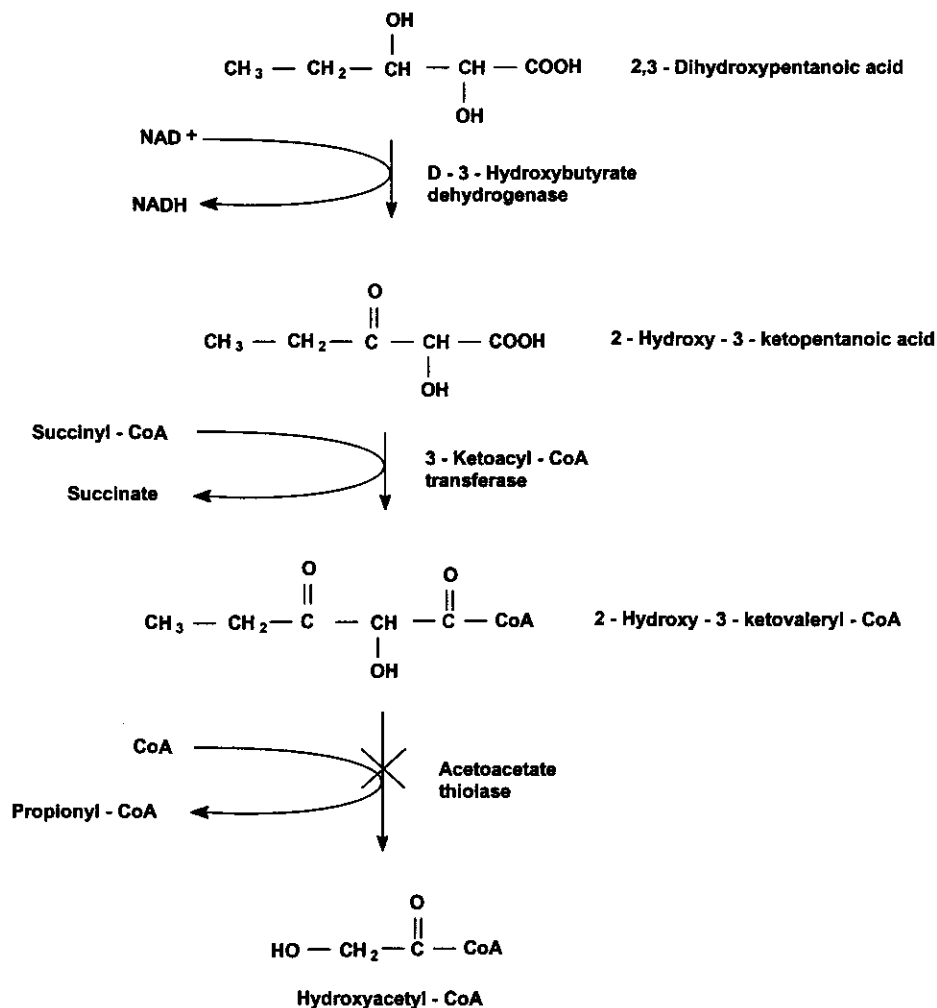 OH
CH3 — CH2 — CH — CH — COOH 2,3 - Dihydroxypentanoic acid
OH
NAD +
D - 3 - Hydroxybutyrate
dehydrogenase
NADH
O
CH3 — CH2 — C — CH — COOH 2 - Hydroxy - 3 - ketopentanoic acid
OH
Succinyl - CoA
3 - Ketoacyl - CoA
transferase
Succinate
O O
CH3 — CH2 — C — CH — C — CoA 2 - Hydroxy - 3 - ketovaleryl - CoA
OH
CoA
Acetoacetate
thiolase
Propionyl - CoA
O
HO — CH2 — C — CoA
Hydroxyacetyl - CoA